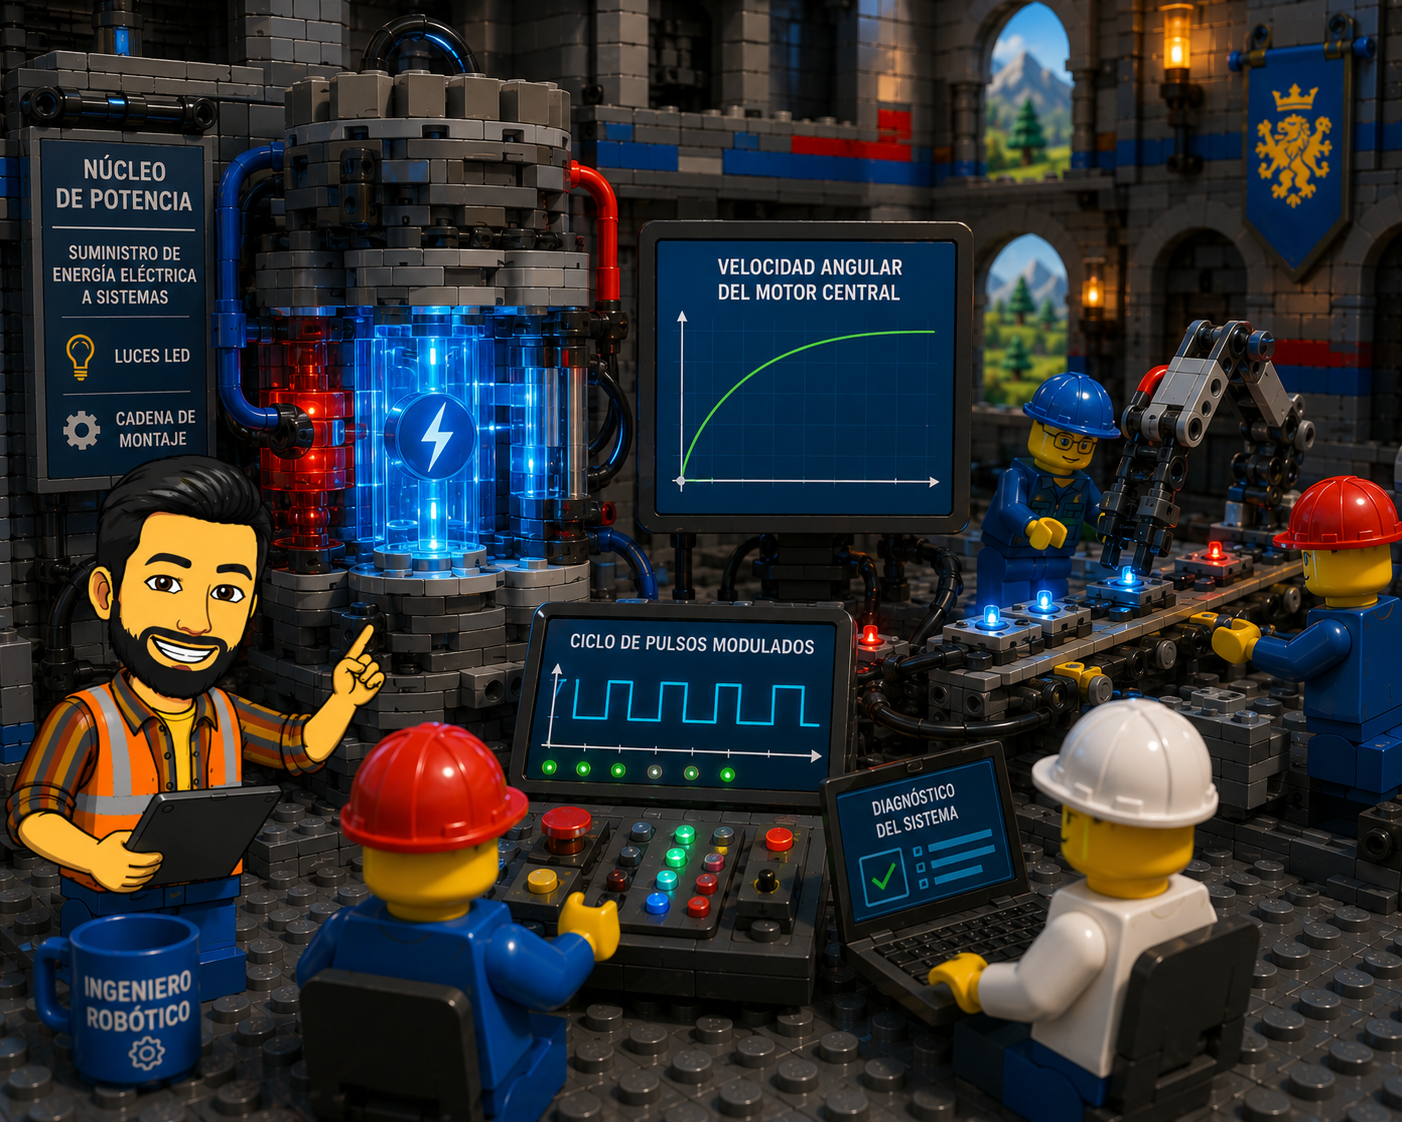 NÚCLEO
DE POTENCIA
SUMINISTRO DE
ENERGÍA ELÉCTRICA
A SISTEMAS
LUCES LED
CADENA DE
MONTAJE
VELOCIDAD ANGULAR
DEL MOTOR CENTRAL
CICLO DE PULSOS MODULADOS
DIAGNÓSTICO
DEL SISTEMA
INGENIERO
ROBÓTICO